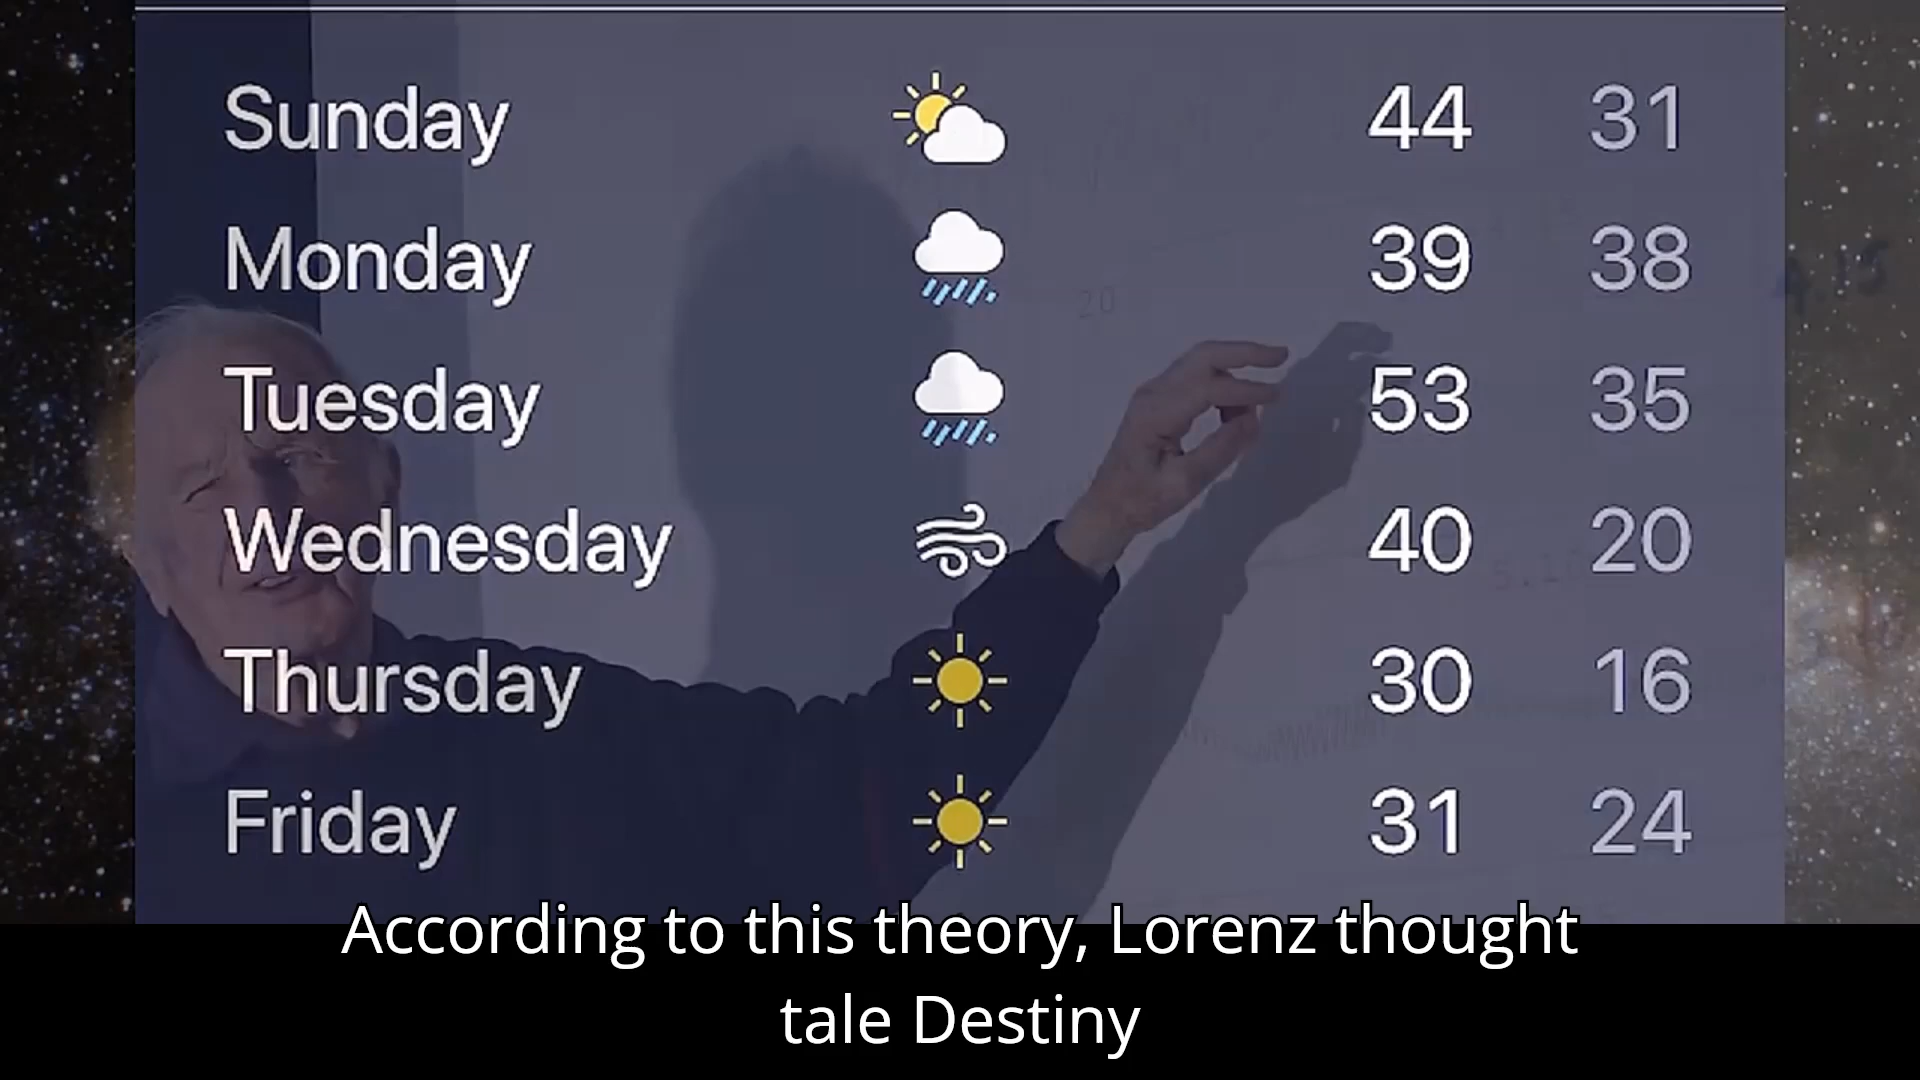 Sunday 44 31
Monday 39 38
Tuesday 53 35
Wednesday 40 20
Thursday 30 16
Friday 31 24
According to this theory, Lorenz thought
tale Destiny